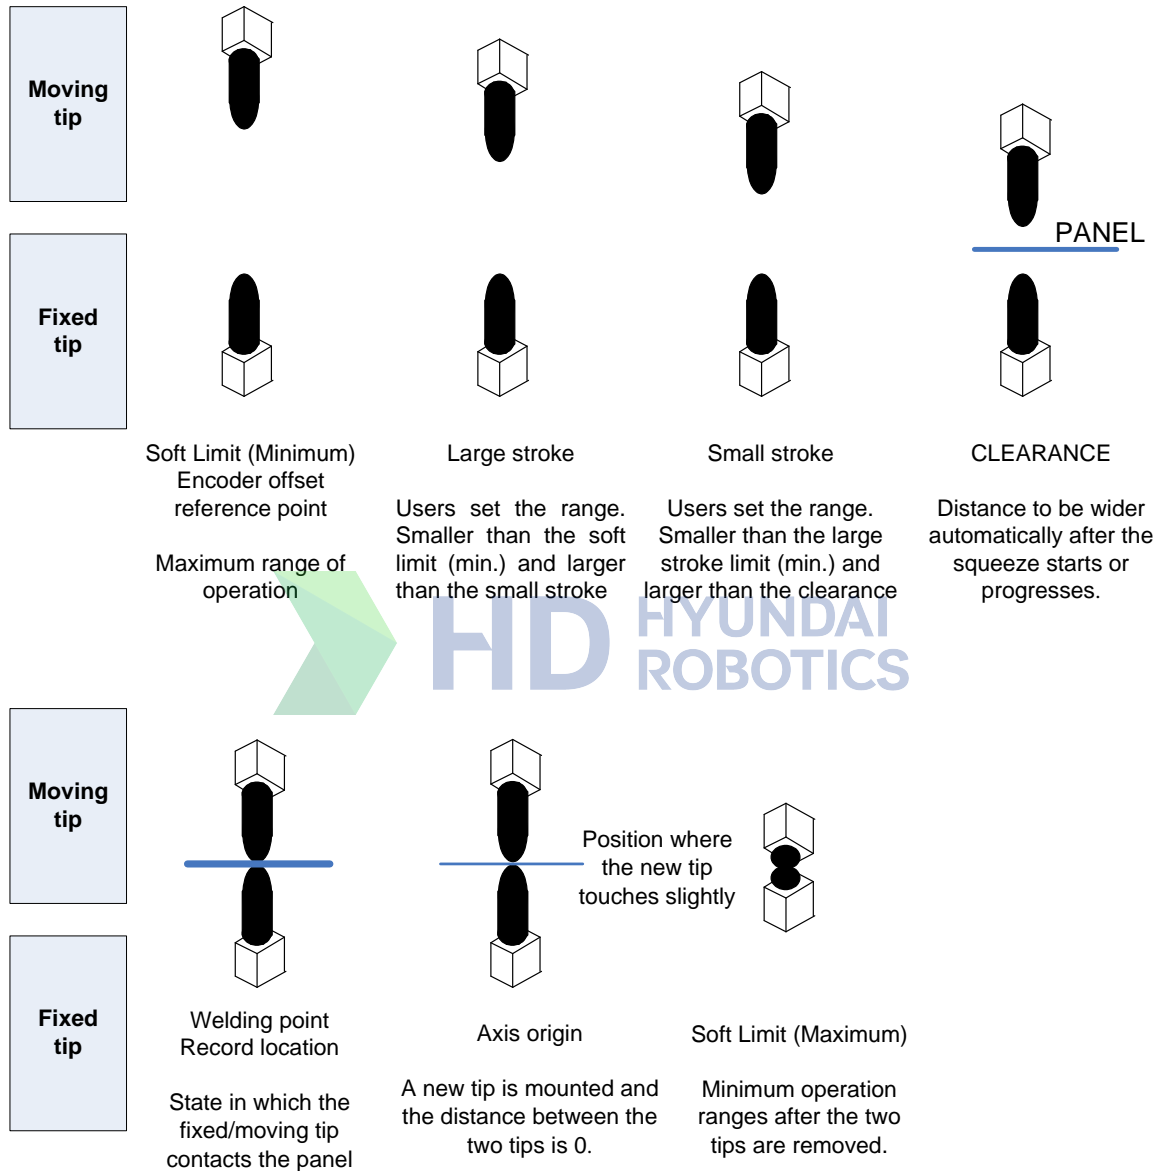 Moving
tip
PANEL
Fixed
tip
Soft Limit (Minimum)
Encoder offset
reference point
Maximum range of
operation
Large stroke
Users set the range.
Smaller than the soft
limit (min.) and larger
than the small stroke
Small stroke
Users set the range.
Smaller than the large
stroke limit (min.) and
larger than the clearance
CLEARANCE
Distance to be wider
automatically after the
squeeze starts or
progresses.
HD HYUNDAI
ROBOTICS
Moving
tip
Position where
the new tip
touches slightly
Fixed
tip
Welding point
Record location
State in which the
fixed/moving tip
contacts the panel
Axis origin
A new tip is mounted and
the distance between the
two tips is 0.
Soft Limit (Maximum)
Minimum operation
ranges after the two
tips are removed.